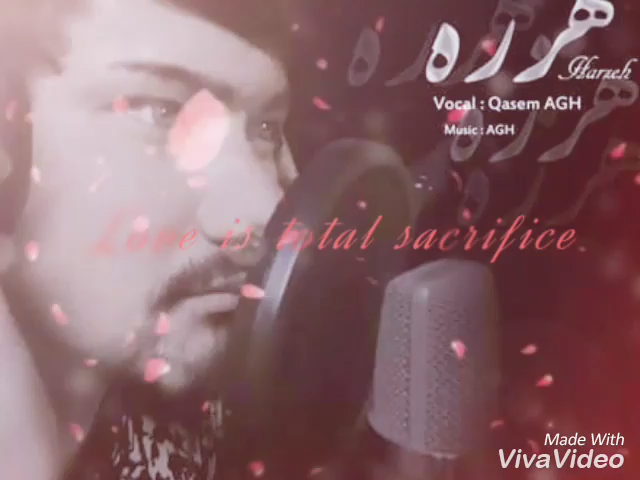 هرزه
Harzeh
Vocal : Qasem AGH
Music : AGH
Love is total sacrifice
Made With
VivaVideo